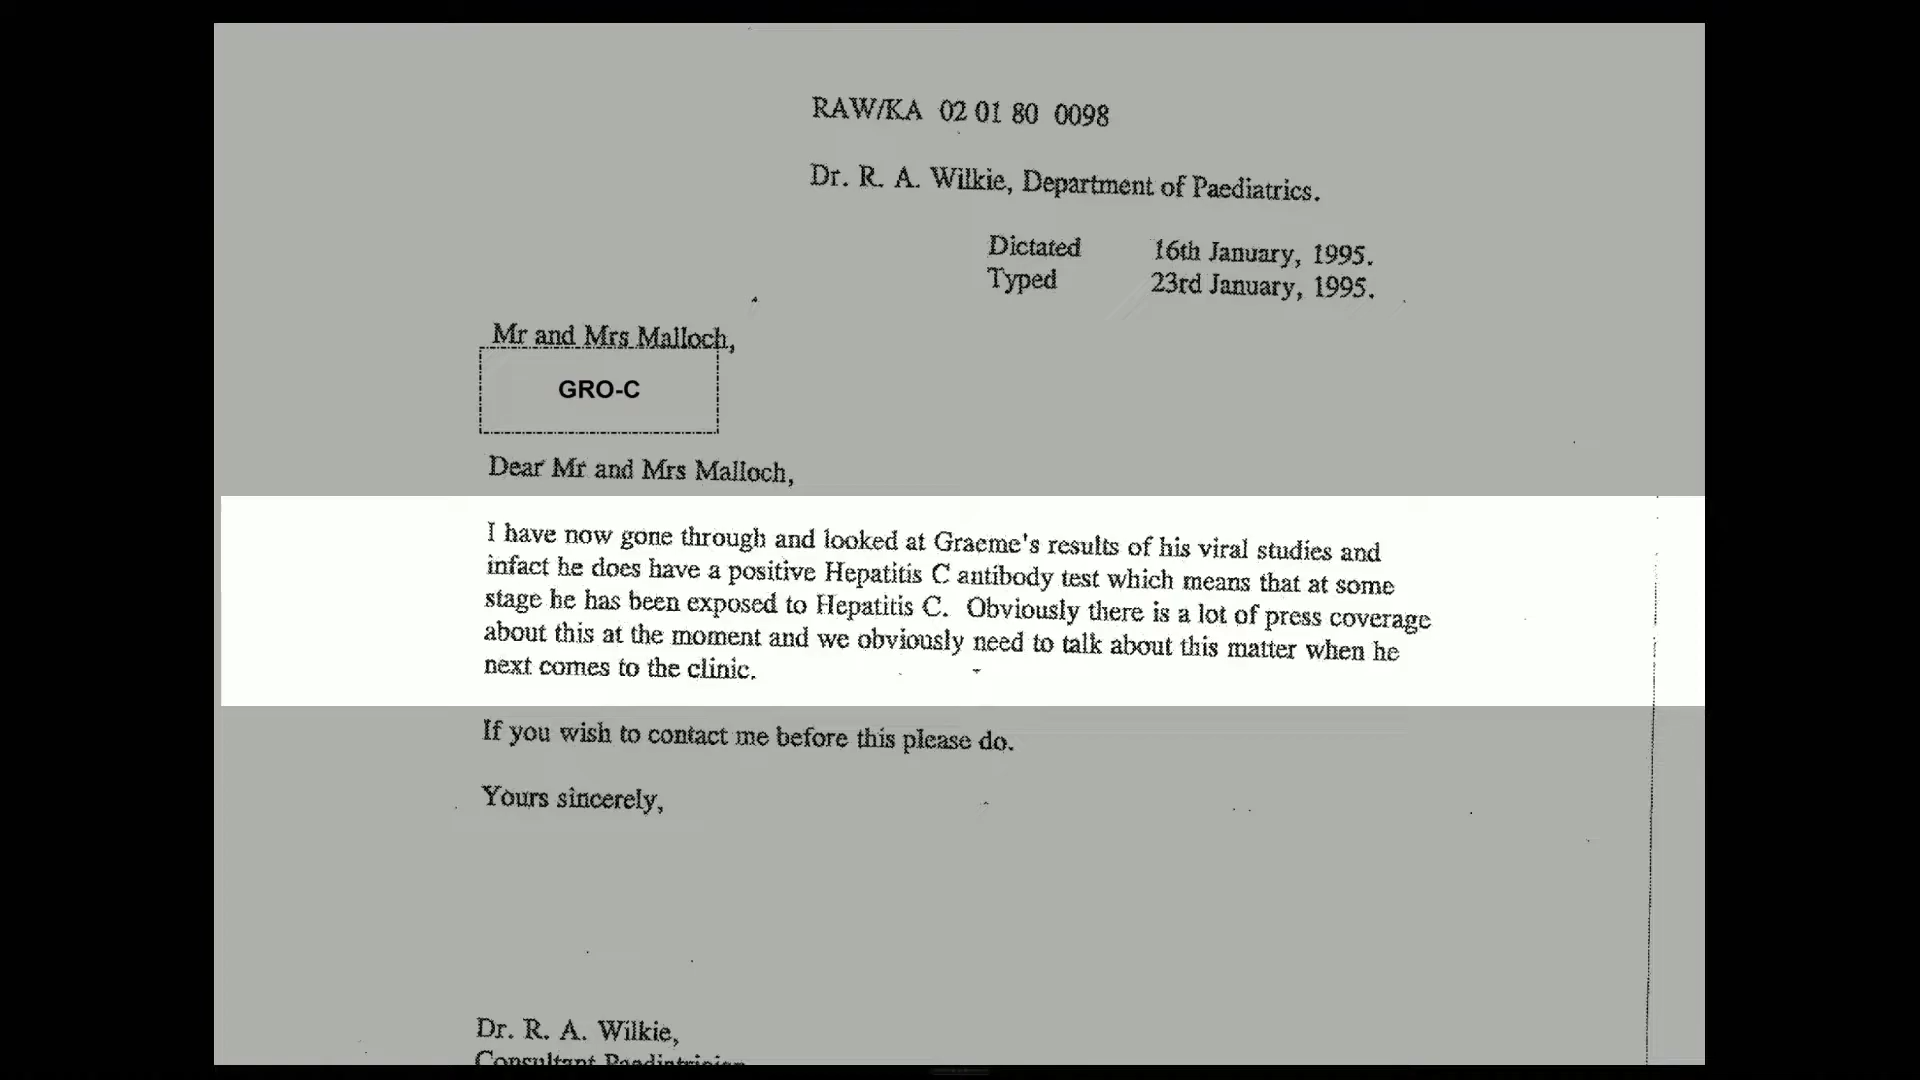 RAW/KA 02 01 80 0098
Dr. R. A. Wilkie, Department of Paediatrics.
Dictated 16th January, 1995.
Typed 23rd January, 1995.
Mr and Mrs Malloch,
GRO-C
Dear Mr and Mrs Malloch,
I have now gone through and looked at Graeme's results of his viral studies and
infact he does have a positive Hepatitis C antibody test which means that at some
stage he has been exposed to Hepatitis C. Obviously there is a lot of press coverage
about this at the moment and we obviously need to talk about this matter when he
next comes to the clinic.
If you wish to contact me before this please do.
Yours sincerely,
Dr. R. A. Wilkie,
Consultant Paediatrician